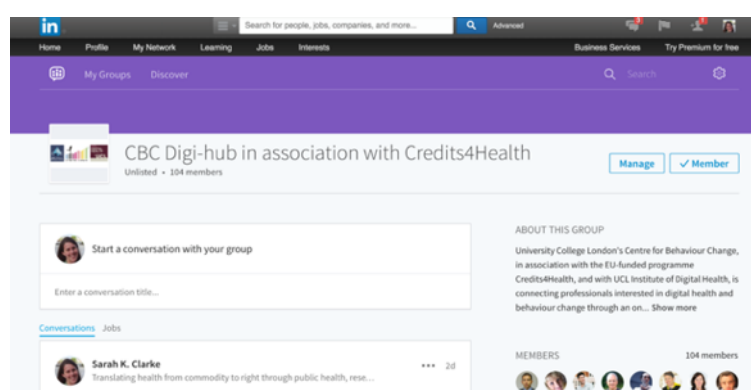 in
Search for people, jobs, companies, and more...
Advanced
Home Profile My Network Learning Jobs Interests
Business Services Try Premium for free
My Groups Discover
Search
CBC Digi-hub in association with Credits4Health
Unlisted • 104 members
Manage
✓ Member
Start a conversation with your group
Enter a conversation title...
Conversations Jobs
Sarah K. Clarke
••• 2d
Translating health from commodity to right through public health, rese...
ABOUT THIS GROUP
University College London's Centre for Behaviour Change,
in association with the EU-funded programme
Credits4Health, and with UCL Institute of Digital Health, is
connecting professionals interested in digital health and
behaviour change through an on... Show more
MEMBERS
104 members